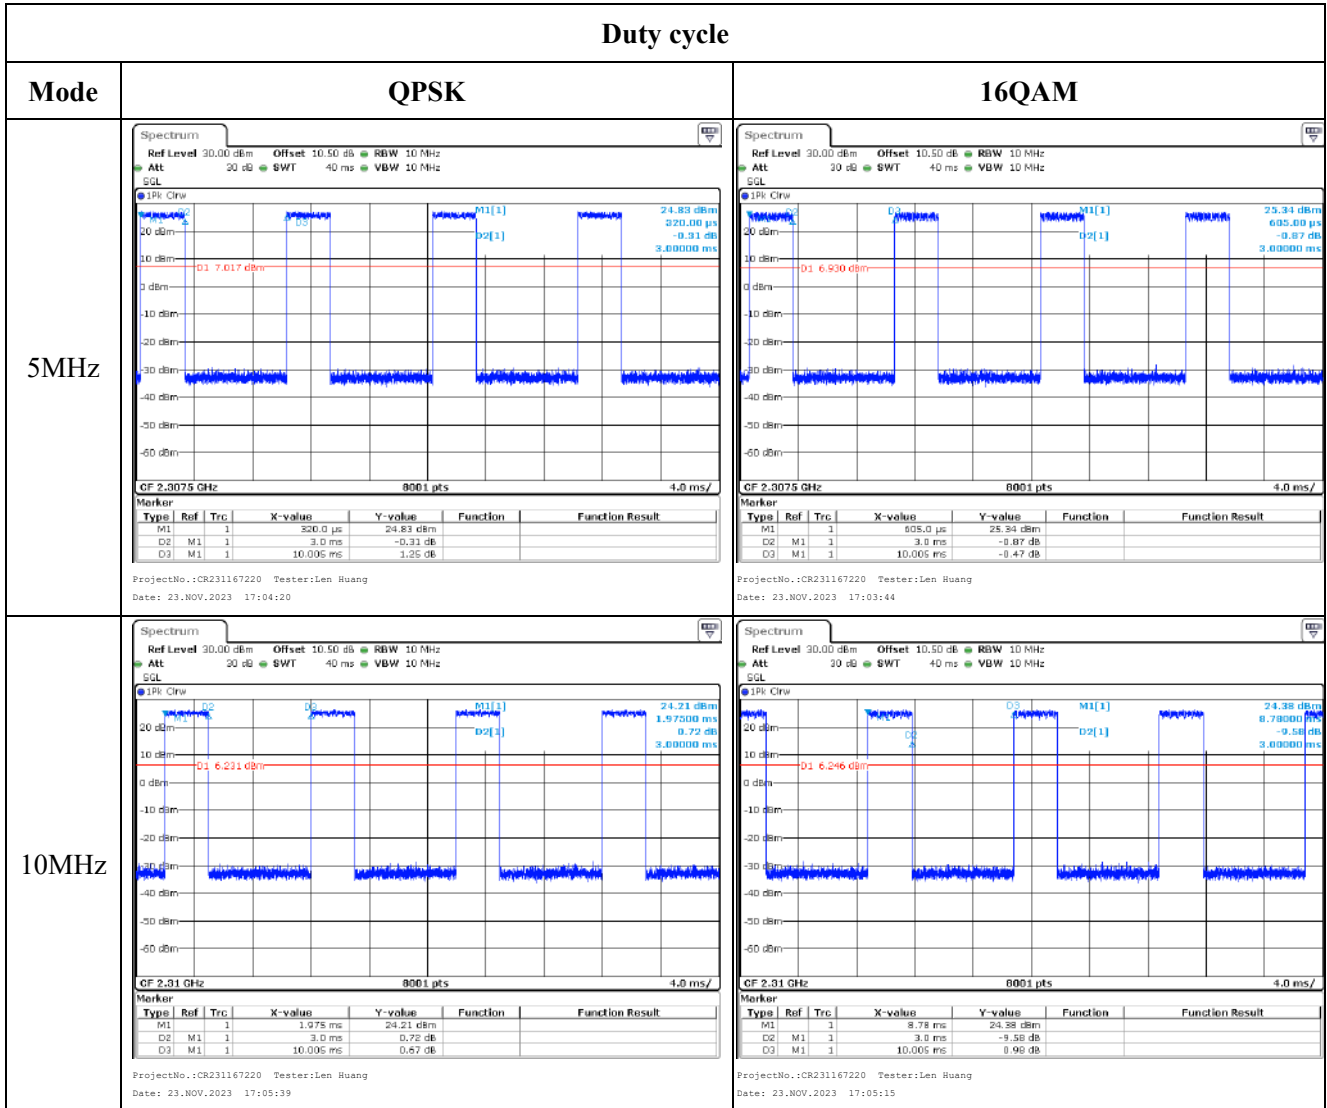 Duty cycle
Mode QPSK 16QAM
5MHz
Spectrum
Ref Level 30.00 dBm Offset 10.50 dB RBW 10 MHz
Att 30 dB SWT 40 ms VBW 10 MHz
SGL
1Pk Clrw
M1[1] 24.83 dBm
320.00 µs
D2[1] -0.31 dB
3.00000 ms
M1 D2 D3
20 dBm
10 dBm
D1 7.017 dBm
0 dBm
-10 dBm
-20 dBm
-30 dBm
-40 dBm
-50 dBm
-60 dBm
CF 2.3075 GHz 8001 pts 4.0 ms/
Marker
Type Ref Trc X-value Y-value Function Function Result
M1 1 320.0 µs 24.83 dBm
D2 M1 1 3.0 ms -0.31 dB
D3 M1 1 10.005 ms 1.25 dB
ProjectNo.:CR231167220 Tester:Len Huang
Date: 23.NOV.2023 17:04:20
Spectrum
Ref Level 30.00 dBm Offset 10.50 dB RBW 10 MHz
Att 30 dB SWT 40 ms VBW 10 MHz
SGL
1Pk Clrw
M1[1] 25.34 dBm
605.00 µs
D2[1] -0.87 dB
3.00000 ms
D2 D3
20 dBm
10 dBm
D1 6.930 dBm
0 dBm
-10 dBm
-20 dBm
-30 dBm
-40 dBm
-50 dBm
-60 dBm
CF 2.3075 GHz 8001 pts 4.0 ms/
Marker
Type Ref Trc X-value Y-value Function Function Result
M1 1 605.0 µs 25.34 dBm
D2 M1 1 3.0 ms -0.87 dB
D3 M1 1 10.005 ms -0.47 dB
ProjectNo.:CR231167220 Tester:Len Huang
Date: 23.NOV.2023 17:03:44
10MHz
Spectrum
Ref Level 30.00 dBm Offset 10.50 dB RBW 10 MHz
Att 30 dB SWT 40 ms VBW 10 MHz
SGL
1Pk Clrw
M1[1] 24.21 dBm
1.97500 ms
D2[1] 0.72 dB
3.00000 ms
M1 D2 D3
20 dBm
10 dBm
D1 6.231 dBm
0 dBm
-10 dBm
-20 dBm
-30 dBm
-40 dBm
-50 dBm
-60 dBm
CF 2.31 GHz 8001 pts 4.0 ms/
Marker
Type Ref Trc X-value Y-value Function Function Result
M1 1 1.975 ms 24.21 dBm
D2 M1 1 3.0 ms 0.72 dB
D3 M1 1 10.005 ms 0.67 dB
ProjectNo.:CR231167220 Tester:Len Huang
Date: 23.NOV.2023 17:05:39
Spectrum
Ref Level 30.00 dBm Offset 10.50 dB RBW 10 MHz
Att 30 dB SWT 40 ms VBW 10 MHz
SGL
1Pk Clrw
M1[1] 24.38 dBm
8.78000 ms
D2[1] -9.58 dB
3.00000 ms
M1 D2 D3
20 dBm
10 dBm
D1 6.246 dBm
0 dBm
-10 dBm
-20 dBm
-30 dBm
-40 dBm
-50 dBm
-60 dBm
CF 2.31 GHz 8001 pts 4.0 ms/
Marker
Type Ref Trc X-value Y-value Function Function Result
M1 1 8.78 ms 24.38 dBm
D2 M1 1 3.0 ms -9.58 dB
D3 M1 1 10.005 ms 0.98 dB
ProjectNo.:CR231167220 Tester:Len Huang
Date: 23.NOV.2023 17:05:15